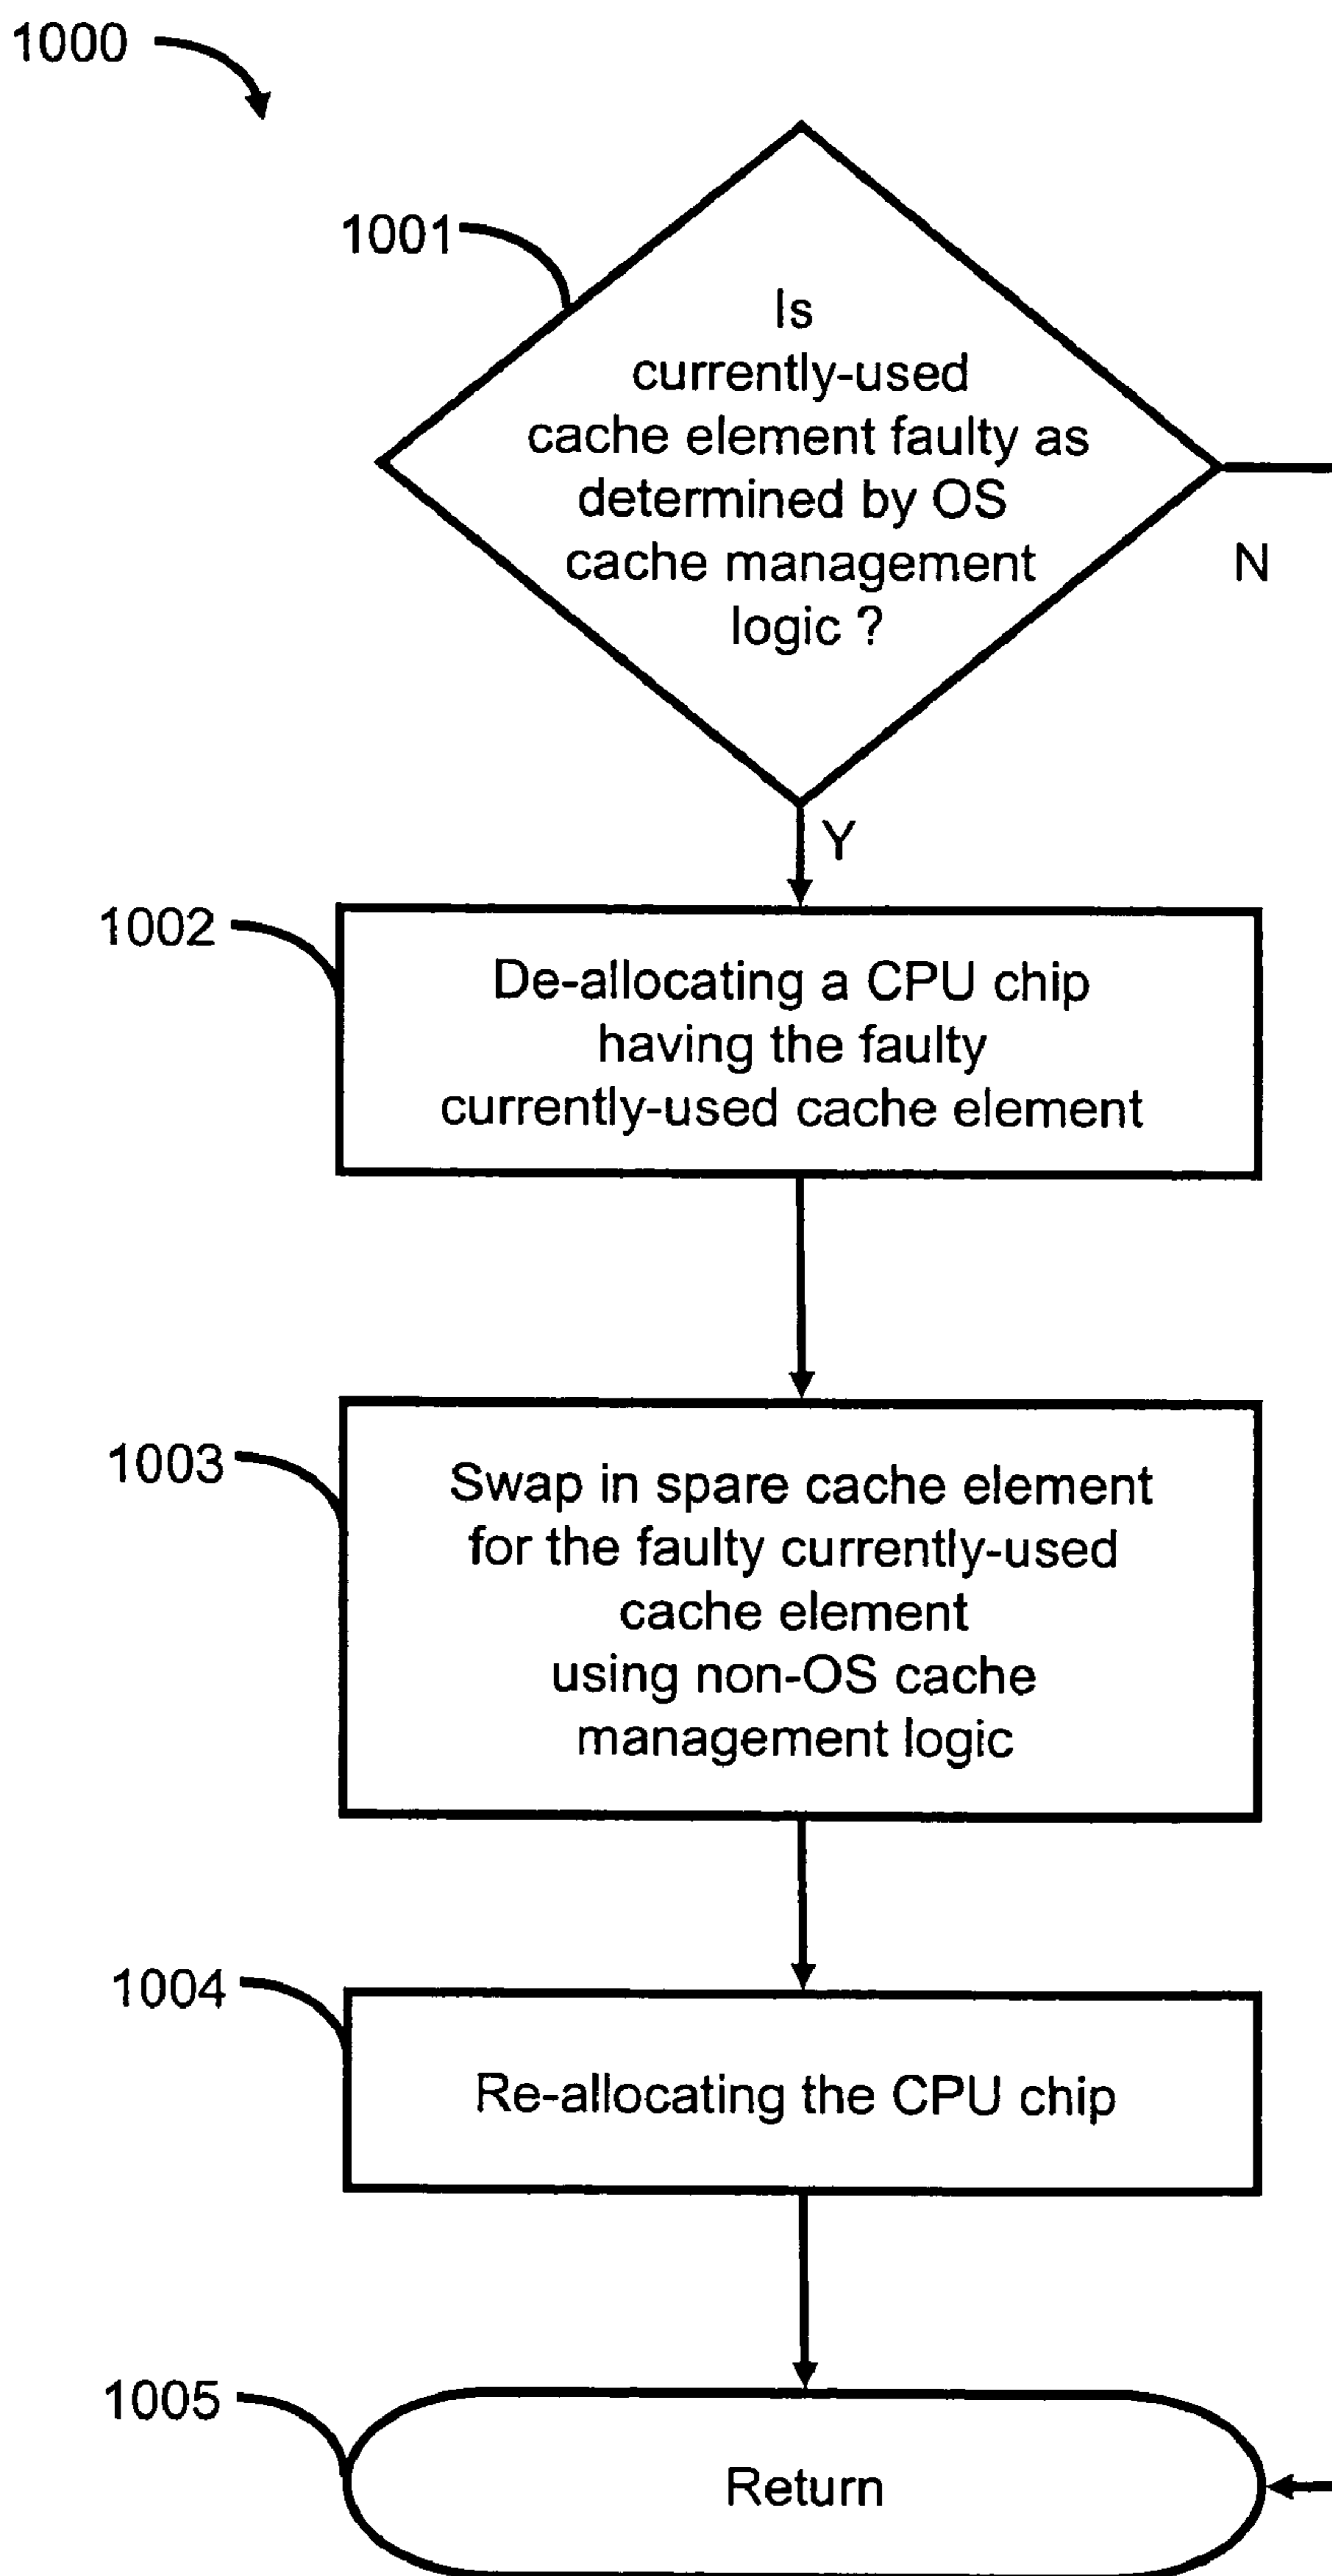 1000
1001
Is
currently-used
cache element faulty as
determined by OS
cache management
logic ?
N
Y
1002
De-allocating a CPU chip
having the faulty
currently-used cache element
1003
Swap in spare cache element
for the faulty currently-used
cache element
using non-OS cache
management logic
1004
Re-allocating the CPU chip
1005
Return